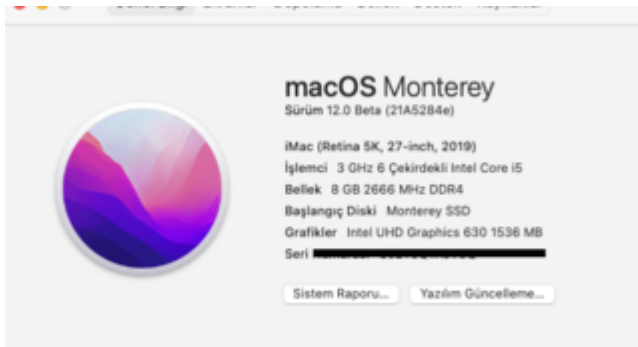 macOS Monterey
Sürüm 12.0 Beta (21A5284e)
iMac (Retina 5K, 27-inch, 2019)
İşlemci 3 GHz 6 Çekirdekli Intel Core i5
Bellek 8 GB 2666 MHz DDR4
Başlangıç Diski Monterey SSD
Grafikler Intel UHD Graphics 630 1536 MB
Seri
Sistem Raporu... Yazılım Güncelleme...